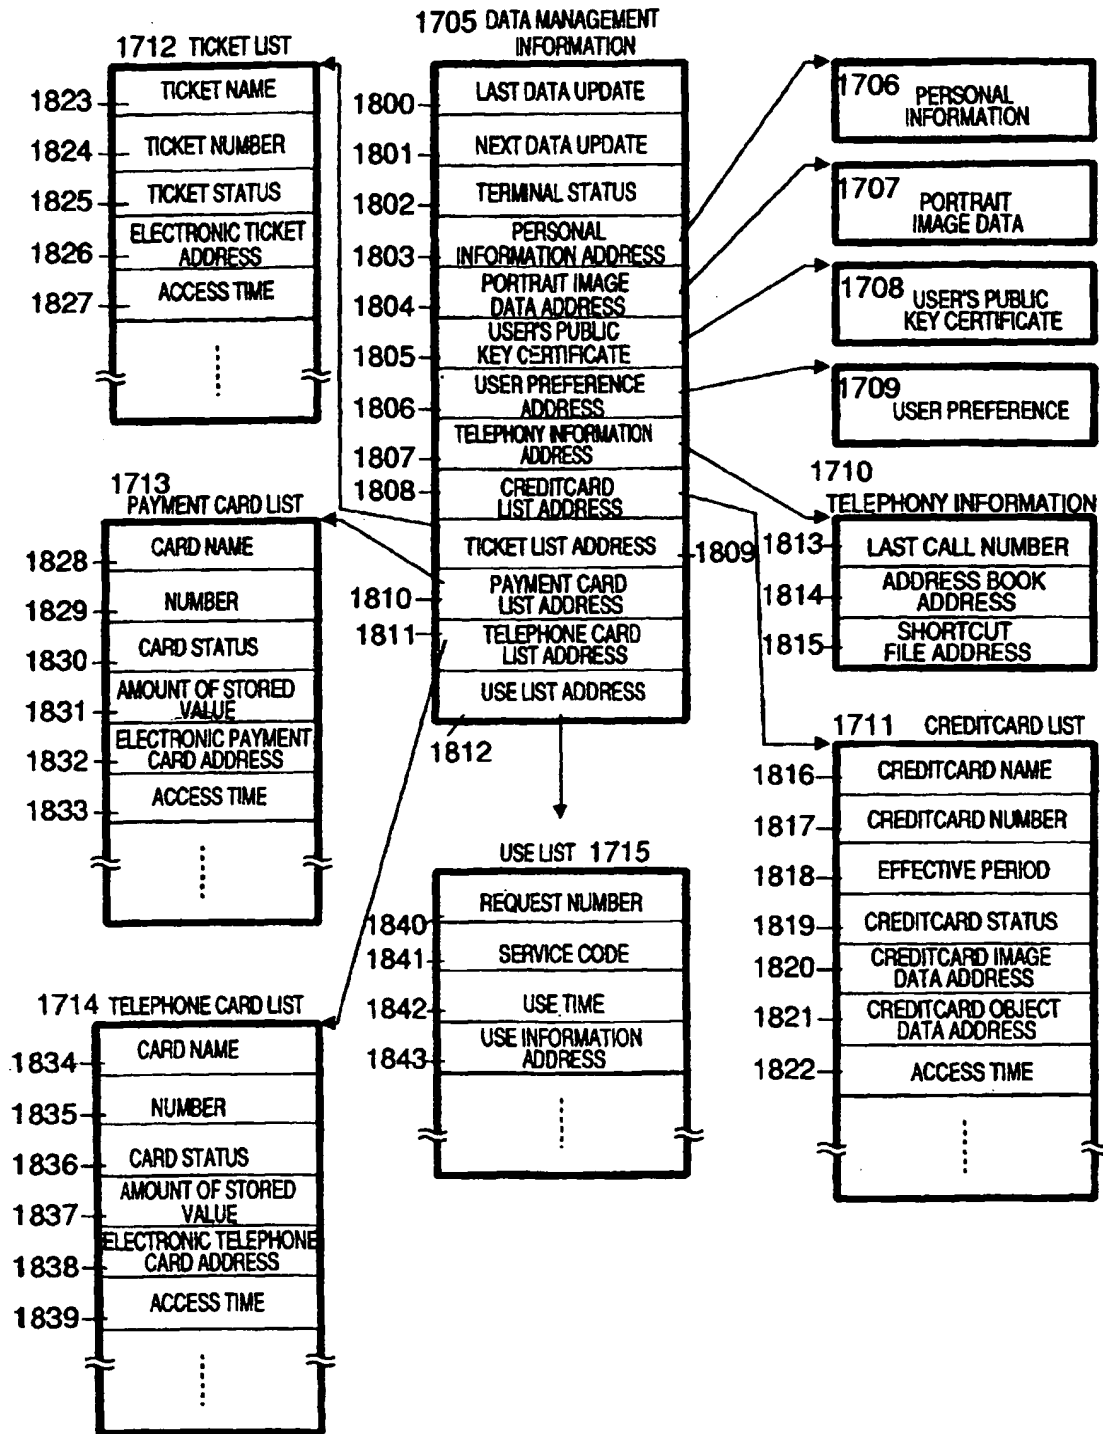 1705 DATA MANAGEMENT
INFORMATION
1800 LAST DATA UPDATE
1801 NEXT DATA UPDATE
1802 TERMINAL STATUS
1803 PERSONAL
INFORMATION ADDRESS
1804 PORTRAIT IMAGE
DATA ADDRESS
1805 USER'S PUBLIC
KEY CERTIFICATE
1806 USER PREFERENCE
ADDRESS
1807 TELEPHONY INFORMATION
ADDRESS
1808 CREDITCARD
LIST ADDRESS
TICKET LIST ADDRESS 1809
1810 PAYMENT CARD
LIST ADDRESS
1811 TELEPHONE CARD
LIST ADDRESS
USE LIST ADDRESS
1812
1712 TICKET LIST
1823 TICKET NAME
1824 TICKET NUMBER
1825 TICKET STATUS
1826 ELECTRONIC TICKET
ADDRESS
1827 ACCESS TIME
1713
PAYMENT CARD LIST
1828 CARD NAME
1829 NUMBER
1830 CARD STATUS
1831 AMOUNT OF STORED
VALUE
1832 ELECTRONIC PAYMENT
CARD ADDRESS
1833 ACCESS TIME
1714 TELEPHONE CARD LIST
1834 CARD NAME
1835 NUMBER
1836 CARD STATUS
1837 AMOUNT OF STORED
VALUE
1838 ELECTRONIC TELEPHONE
CARD ADDRESS
1839 ACCESS TIME
USE LIST 1715
1840 REQUEST NUMBER
1841 SERVICE CODE
1842 USE TIME
1843 USE INFORMATION
ADDRESS
1706 PERSONAL
INFORMATION
1707 PORTRAIT
IMAGE DATA
1708 USER'S PUBLIC
KEY CERTIFICATE
1709 USER PREFERENCE
1710
TELEPHONY INFORMATION
1813 LAST CALL NUMBER
1814 ADDRESS BOOK
ADDRESS
1815 SHORTCUT
FILE ADDRESS
1711 CREDITCARD LIST
1816 CREDITCARD NAME
1817 CREDITCARD NUMBER
1818 EFFECTIVE PERIOD
1819 CREDITCARD STATUS
1820 CREDITCARD IMAGE
DATA ADDRESS
1821 CREDITCARD OBJECT
DATA ADDRESS
1822 ACCESS TIME